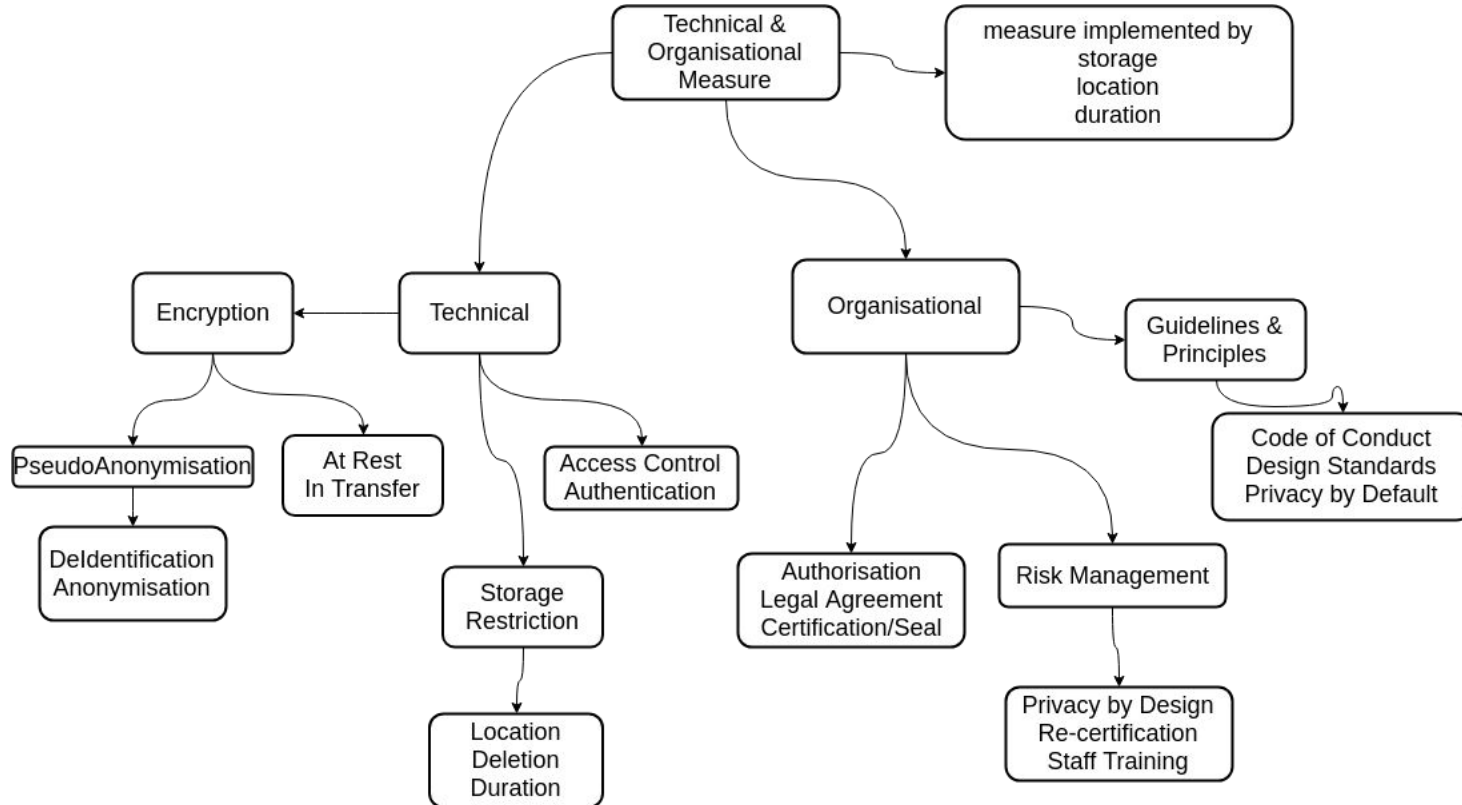 Technical &
Organisational
Measure
measure implemented by
storage
location
duration
Encryption
Technical
Organisational
Guidelines &
Principles
PseudoAnonymisation
At Rest
In Transfer
Access Control
Authentication
Code of Conduct
Design Standards
Privacy by Default
DeIdentification
Anonymisation
Storage
Restriction
Authorisation
Legal Agreement
Certification/Seal
Risk Management
Location
Deletion
Duration
Privacy by Design
Re-certification
Staff Training